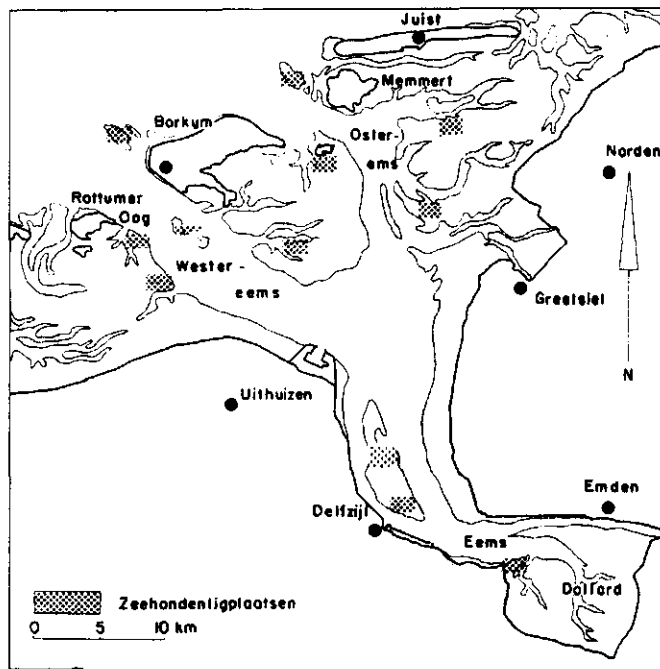 Juist
Memmert
Borkum
Oster-
eems
Norden
Rottumer
Oog
Wester-
eems
Greetsiel
N
Uithuizen
Emden
Delfzijl
Eems
Dollard
Zeehondenligplaatsen
0 5 10 km